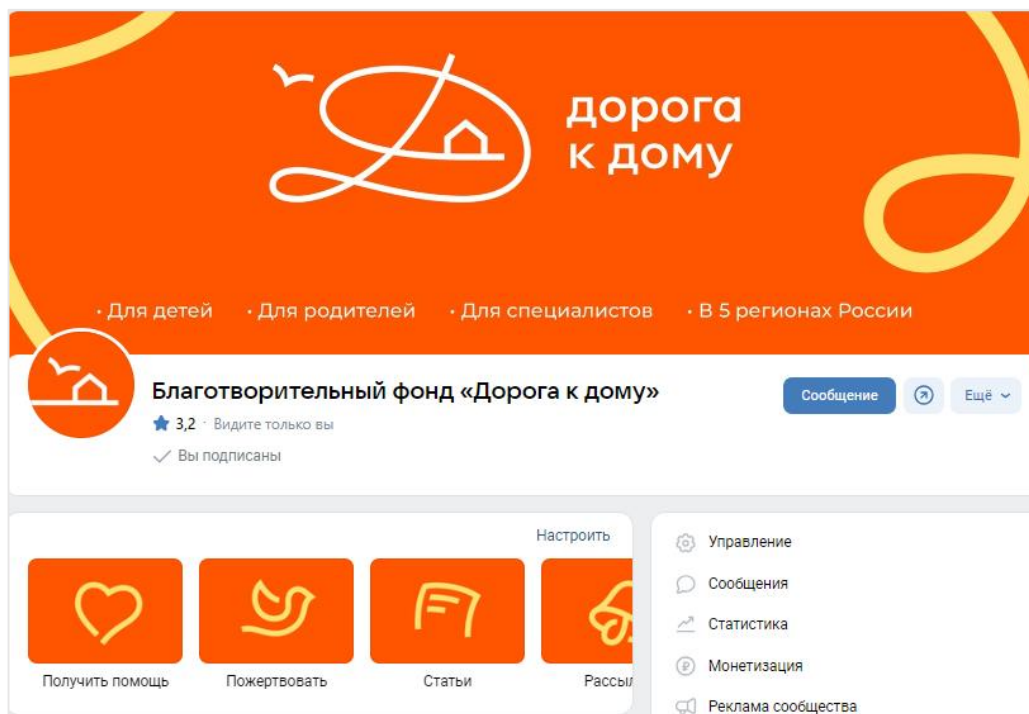 дорога
к дому
· Для детей · Для родителей · Для специалистов · В 5 регионах России
Благотворительный фонд «Дорога к дому»
3,2 · Видите только вы
Вы подписаны
Сообщение
Ещё
Настроить
Получить помощь
Пожертвовать
Статьи
Рассыл
Управление
Сообщения
Статистика
Монетизация
Реклама сообщества